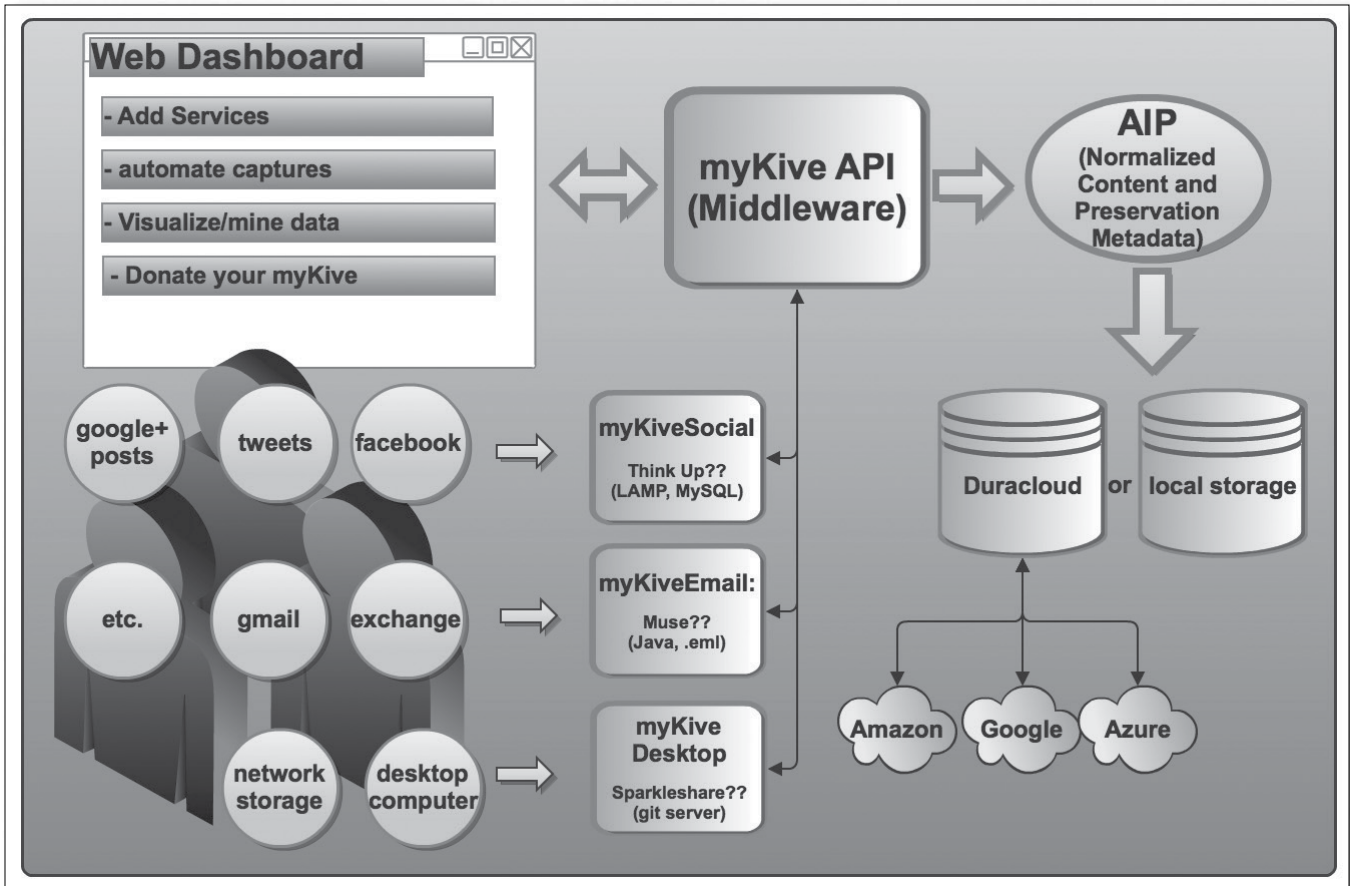 Web Dashboard
- Add Services
- automate captures
- Visualize/mine data
- Donate your myKive
myKive API
(Middleware)
AIP
(Normalized
Content and
Preservation
Metadata)
google+
posts
tweets
facebook
myKiveSocial
Think Up??
(LAMP, MySQL)
Duracloud
or
local storage
etc.
gmail
exchange
myKiveEmail:
Muse??
(Java, .eml)
network
storage
desktop
computer
myKive
Desktop
Sparkleshare??
(git server)
Amazon
Google
Azure